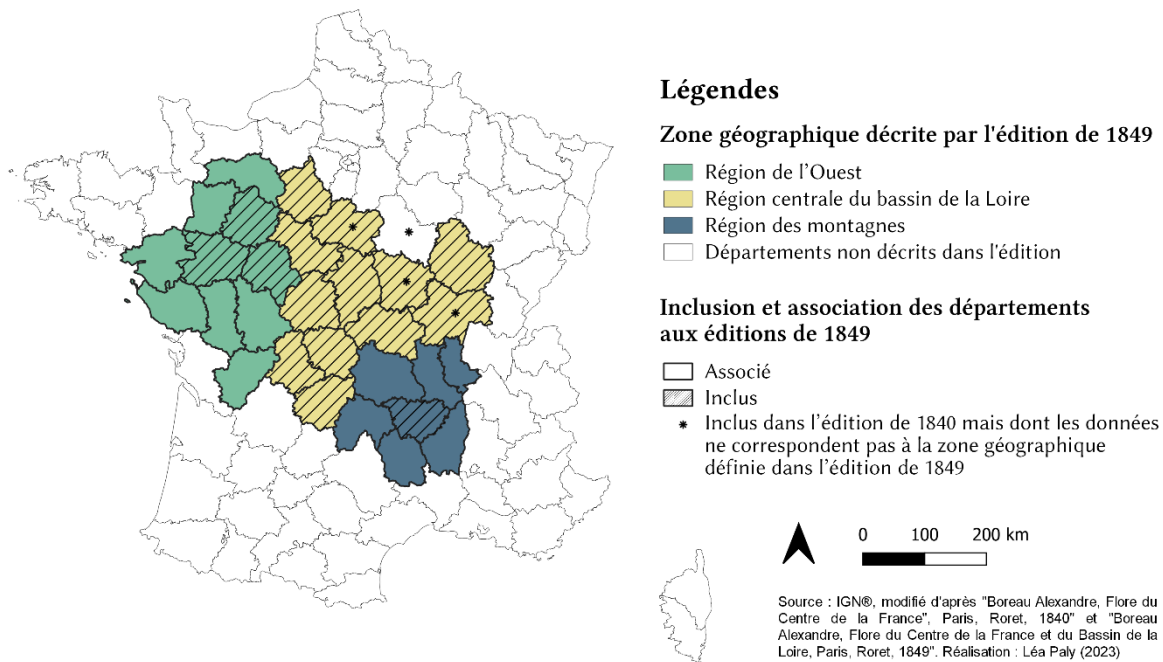 Légendes
Zone géographique décrite par l'édition de 1849
Région de l'Ouest
Région centrale du bassin de la Loire
Région des montagnes
Départements non décrits dans l'édition
Inclusion et association des départements
aux éditions de 1849
Associé
Inclus
* Inclus dans l'édition de 1840 mais dont les données
ne correspondent pas à la zone géographique
définie dans l'édition de 1849
0 100 200 km
Source : IGN®, modifié d'après "Boreau Alexandre, Flore du
Centre de la France", Paris, Roret, 1840" et "Boreau
Alexandre, Flore du Centre de la France et du Bassin de la
Loire, Paris, Roret, 1849". Réalisation : Léa Paly (2023)